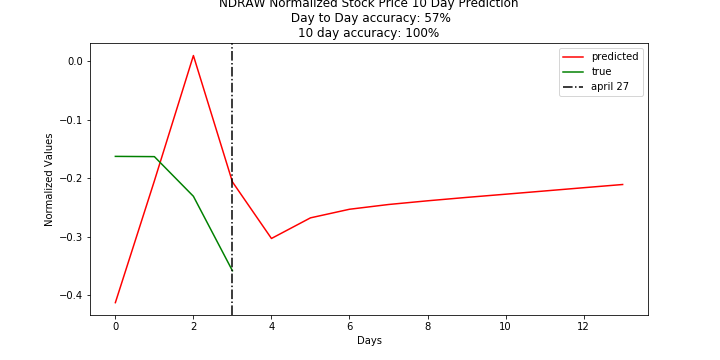 NDRAW Normalized Stock Price 10 Day Prediction
Day to Day accuracy: 57%
10 day accuracy: 100%
predicted
true
april 27
0.0
−0.1
−0.2
−0.3
−0.4
Normalized Values
0 2 4 6 8 10 12
Days